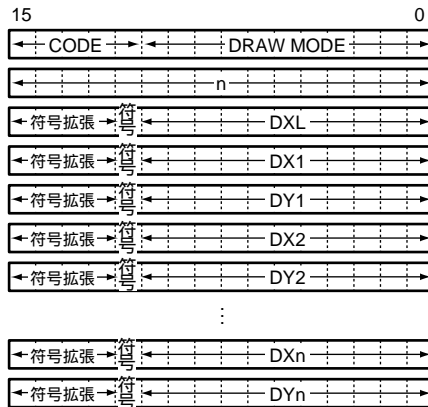 15 0
CODE DRAW MODE
n
符号拡張 符号 DXL
符号拡張 符号 DX1
符号拡張 符号 DY1
符号拡張 符号 DX2
符号拡張 符号 DY2
⋮
符号拡張 符号 DXn
符号拡張 符号 DYn